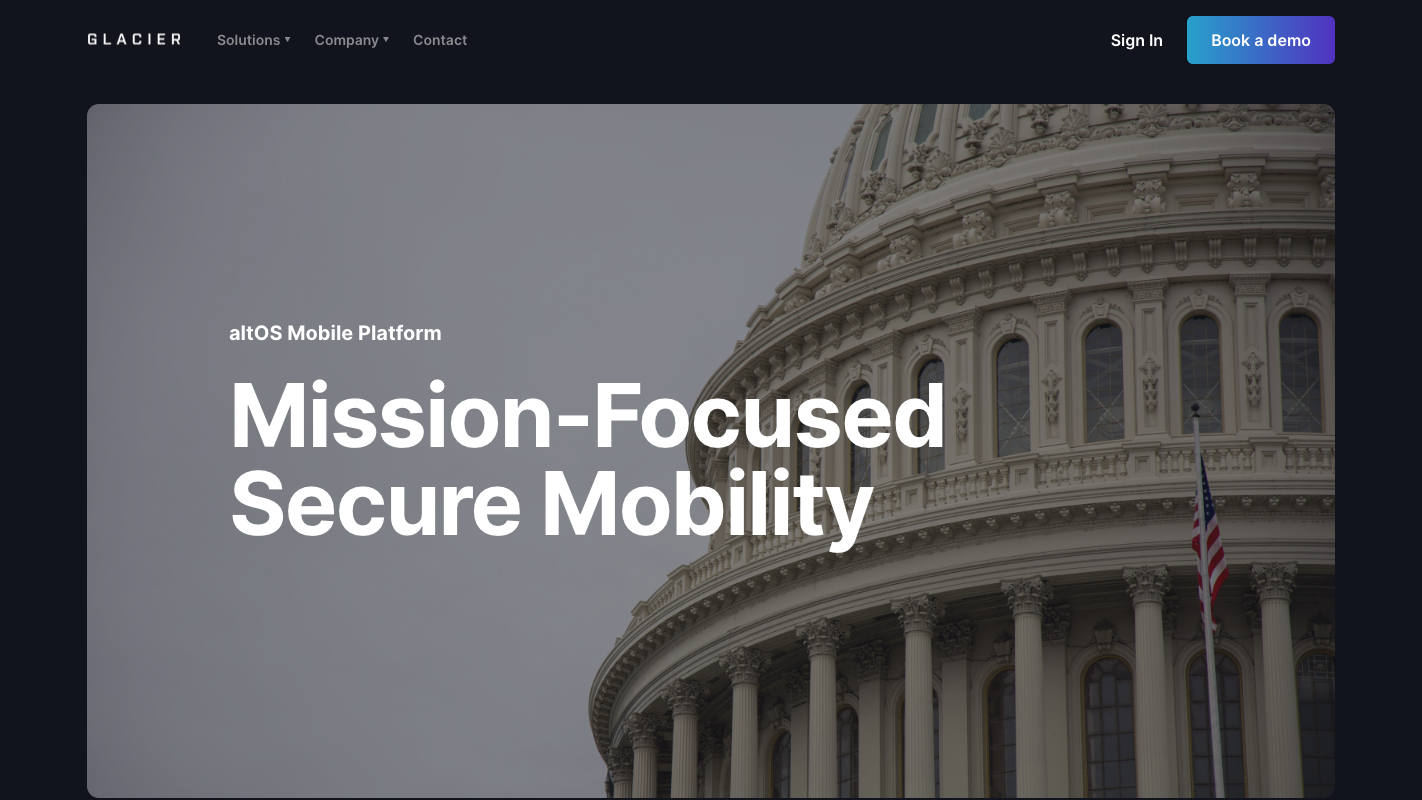 GLACIER
Solutions
Company
Contact
Sign In
Book a demo
altOS Mobile Platform
Mission-Focused
Secure Mobility